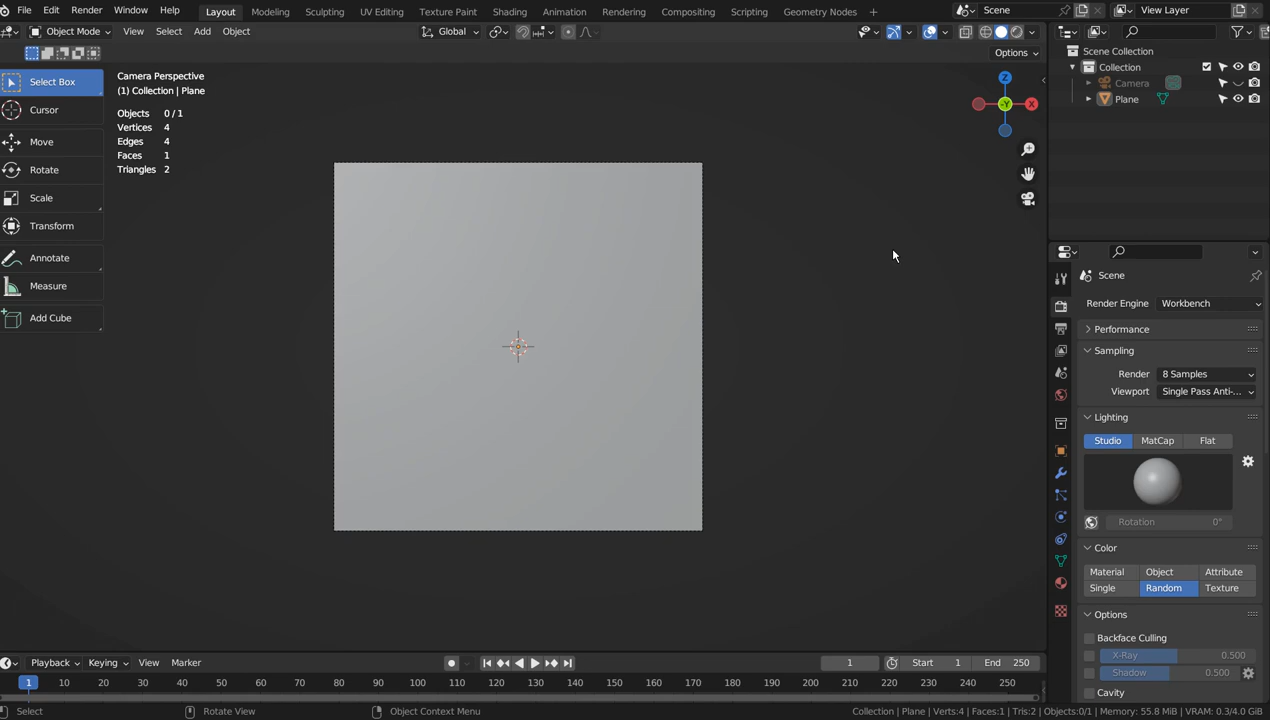 File Edit Render Window Help Layout Modeling Sculpting UV Editing Texture Paint Shading Animation Rendering Compositing Scripting Geometry Nodes + Scene View Layer
Object Mode View Select Add Object Global
Options
Select Box
Cursor
Move
Rotate
Scale
Transform
Annotate
Measure
Add Cube
Camera Perspective
(1) Collection | Plane
Objects 0 / 1
Vertices 4
Edges 4
Faces 1
Triangles 2
Z
-Y
X
Scene Collection
Collection
Camera
Plane
Scene
Render Engine Workbench
Performance
Sampling
Render 8 Samples
Viewport Single Pass Anti-...
Lighting
Studio MatCap Flat
Rotation 0°
Color
Material Object Attribute
Single Random Texture
Options
Backface Culling
X-Ray 0.500
Shadow 0.500
Cavity
Playback Keying View Marker 1 Start 1 End 250
1 10 20 30 40 50 60 70 80 90 100 110 120 130 140 150 160 170 180 190 200 210 220 230 240 250
Select Rotate View Object Context Menu Collection | Plane | Verts:4 | Faces:1 | Tris:2 | Objects:0/1 | Memory: 55.8 MiB | VRAM: 0.3/4.0 GiB